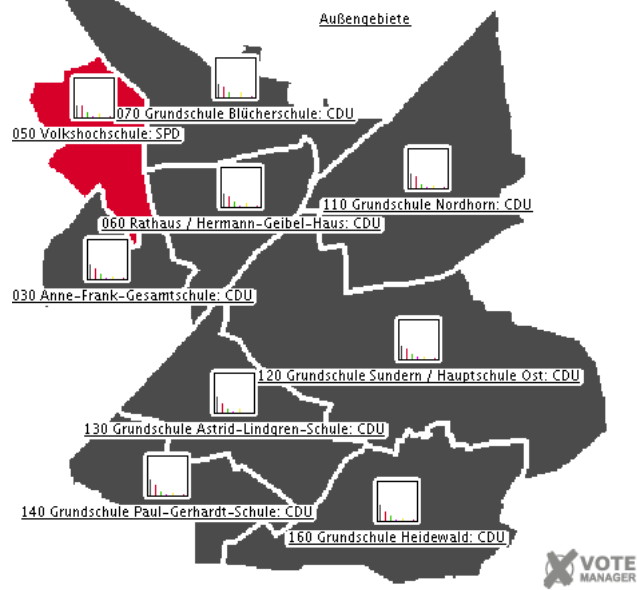 Außengebiete
070 Grundschule Blücherschule: CDU
050 Volkshochschule: SPD
110 Grundschule Nordhorn: CDU
060 Rathaus / Hermann-Geibel-Haus: CDU
030 Anne-Frank-Gesamtschule: CDU
120 Grundschule Sundern / Hauptschule Ost: CDU
130 Grundschule Astrid-Lindgren-Schule: CDU
140 Grundschule Paul-Gerhardt-Schule: CDU
160 Grundschule Heidewald: CDU
VOTE
MANAGER